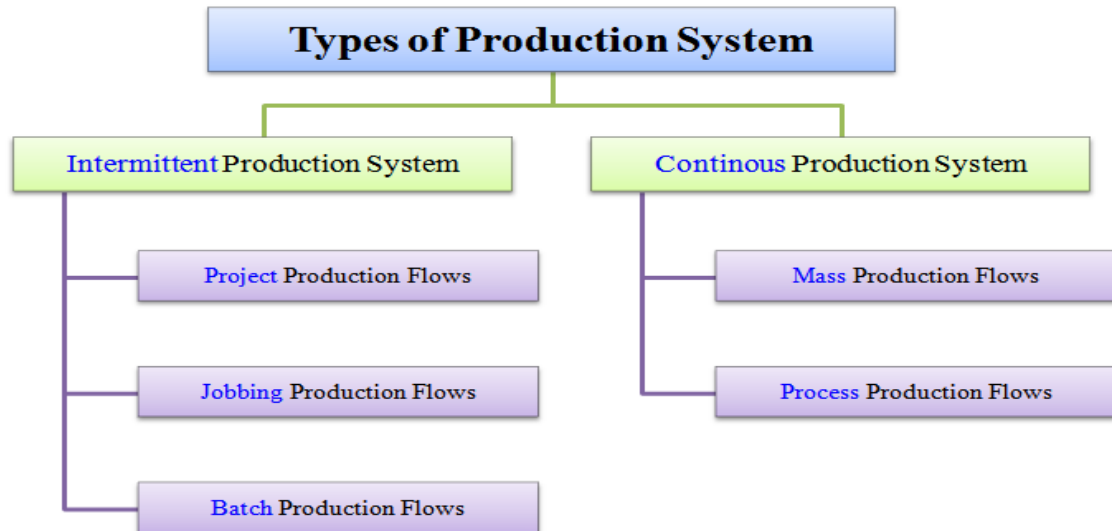 Types of Production System
Intermittent Production System
Continous Production System
Project Production Flows
Mass Production Flows
Jobbing Production Flows
Process Production Flows
Batch Production Flows